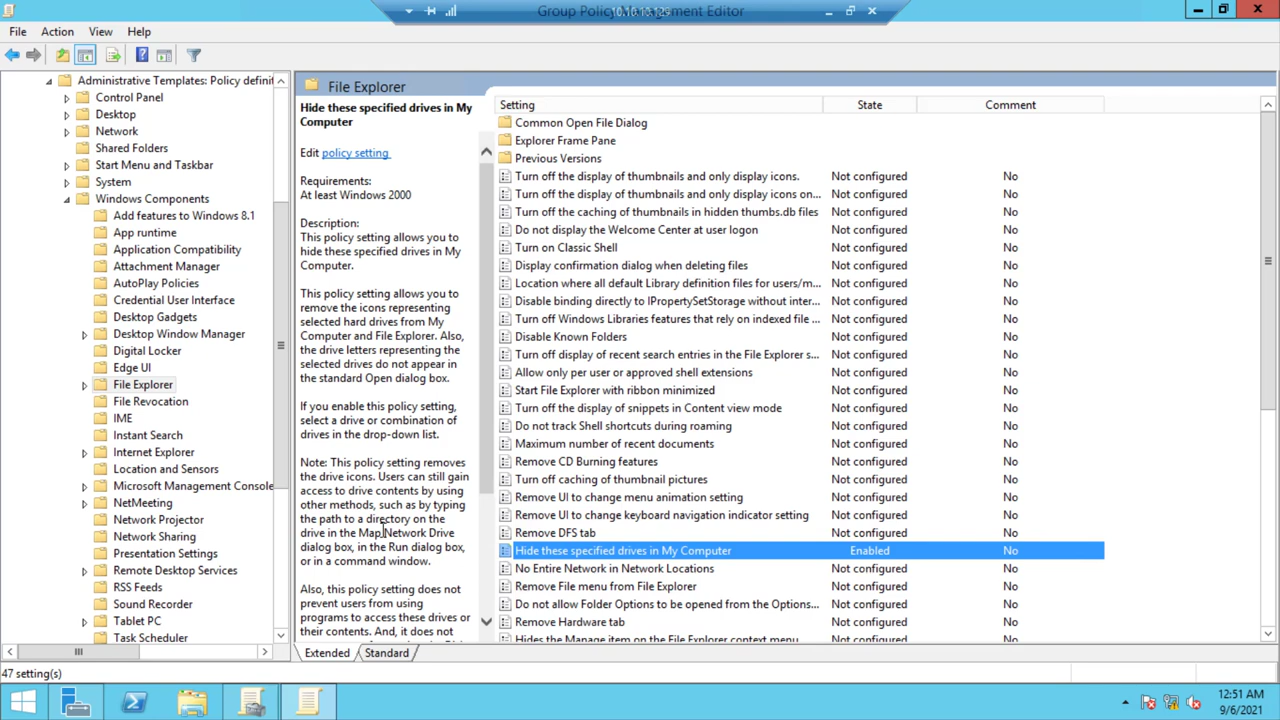 Group Policy Management Editor
File Action View Help
Administrative Templates: Policy definit
Control Panel
Desktop
Network
Shared Folders
Start Menu and Taskbar
System
Windows Components
Add features to Windows 8.1
App runtime
Application Compatibility
Attachment Manager
AutoPlay Policies
Credential User Interface
Desktop Gadgets
Desktop Window Manager
Digital Locker
Edge UI
File Explorer
File Revocation
IME
Instant Search
Internet Explorer
Location and Sensors
Microsoft Management Console
NetMeeting
Network Projector
Network Sharing
Presentation Settings
Remote Desktop Services
RSS Feeds
Sound Recorder
Tablet PC
Task Scheduler
File Explorer
Hide these specified drives in My
Computer
Edit policy setting
Requirements:
At least Windows 2000
Description:
This policy setting allows you to
hide these specified drives in My
Computer.
This policy setting allows you to
remove the icons representing
selected hard drives from My
Computer and File Explorer. Also,
the drive letters representing the
selected drives do not appear in
the standard Open dialog box.
If you enable this policy setting,
select a drive or combination of
drives in the drop-down list.
Note: This policy setting removes
the drive icons. Users can still gain
access to drive contents by using
other methods, such as by typing
the path to a directory on the
drive in the Map Network Drive
dialog box, in the Run dialog box,
or in a command window.
Also, this policy setting does not
prevent users from using
programs to access these drives or
their contents. And, it does not
Setting State Comment
Common Open File Dialog
Explorer Frame Pane
Previous Versions
Turn off the display of thumbnails and only display icons. Not configured No
Turn off the display of thumbnails and only display icons on... Not configured No
Turn off the caching of thumbnails in hidden thumbs.db files Not configured No
Do not display the Welcome Center at user logon Not configured No
Turn on Classic Shell Not configured No
Display confirmation dialog when deleting files Not configured No
Location where all default Library definition files for users/m... Not configured No
Disable binding directly to IPropertySetStorage without inter... Not configured No
Turn off Windows Libraries features that rely on indexed file ... Not configured No
Disable Known Folders Not configured No
Turn off display of recent search entries in the File Explorer s... Not configured No
Allow only per user or approved shell extensions Not configured No
Start File Explorer with ribbon minimized Not configured No
Turn off the display of snippets in Content view mode Not configured No
Do not track Shell shortcuts during roaming Not configured No
Maximum number of recent documents Not configured No
Remove CD Burning features Not configured No
Turn off caching of thumbnail pictures Not configured No
Remove UI to change menu animation setting Not configured No
Remove UI to change keyboard navigation indicator setting Not configured No
Remove DFS tab Not configured No
Hide these specified drives in My Computer Enabled No
No Entire Network in Network Locations Not configured No
Remove File menu from File Explorer Not configured No
Do not allow Folder Options to be opened from the Options... Not configured No
Remove Hardware tab Not configured No
Hides the Manage item on the File Explorer context menu Not configured No
Extended Standard
47 setting(s)
12:51 AM
9/6/2021